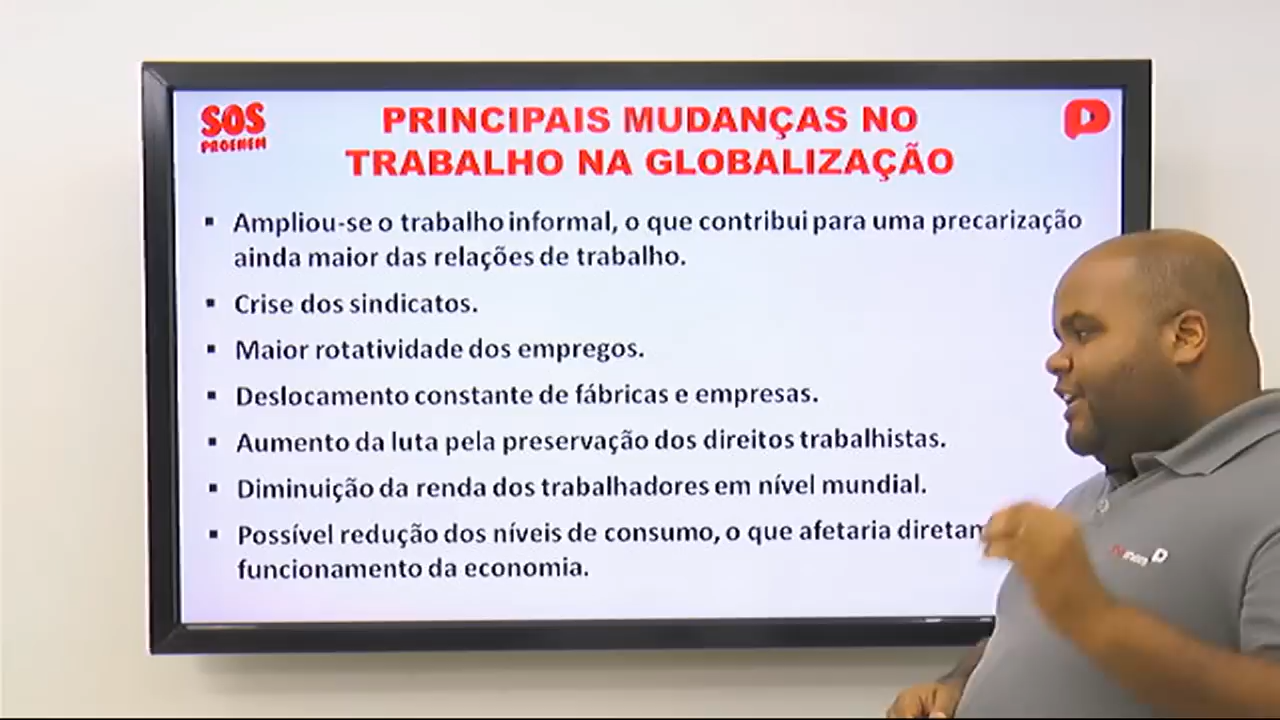 SOS
PROENEM
PRINCIPAIS MUDANÇAS NO
TRABALHO NA GLOBALIZAÇÃO
▪ Ampliou-se o trabalho informal, o que contribui para uma precarização
ainda maior das relações de trabalho.
▪ Crise dos sindicatos.
▪ Maior rotatividade dos empregos.
▪ Deslocamento constante de fábricas e empresas.
▪ Aumento da luta pela preservação dos direitos trabalhistas.
▪ Diminuição da renda dos trabalhadores em nível mundial.
▪ Possível redução dos níveis de consumo, o que afetaria
funcionamento da economia.